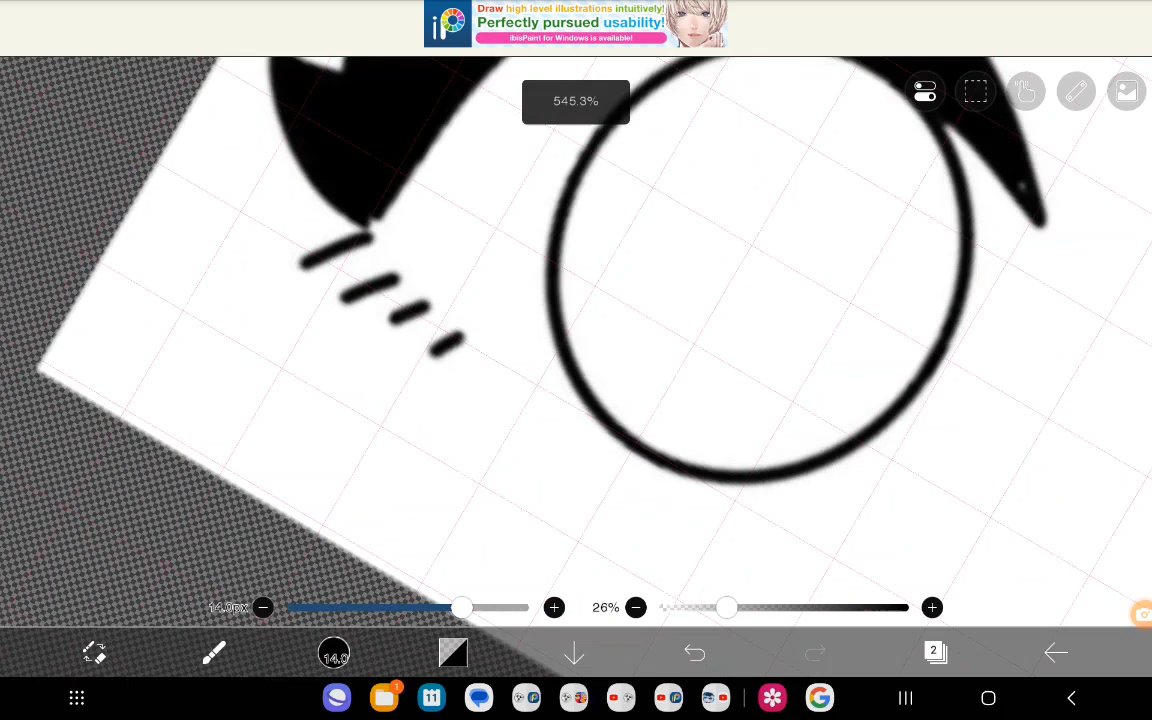 Draw high level illustrations intuitively!
Perfectly pursued usability!
ibisPaint for Windows is available!
iP
545.3%
14.0px
26%
14.0
2
1
11